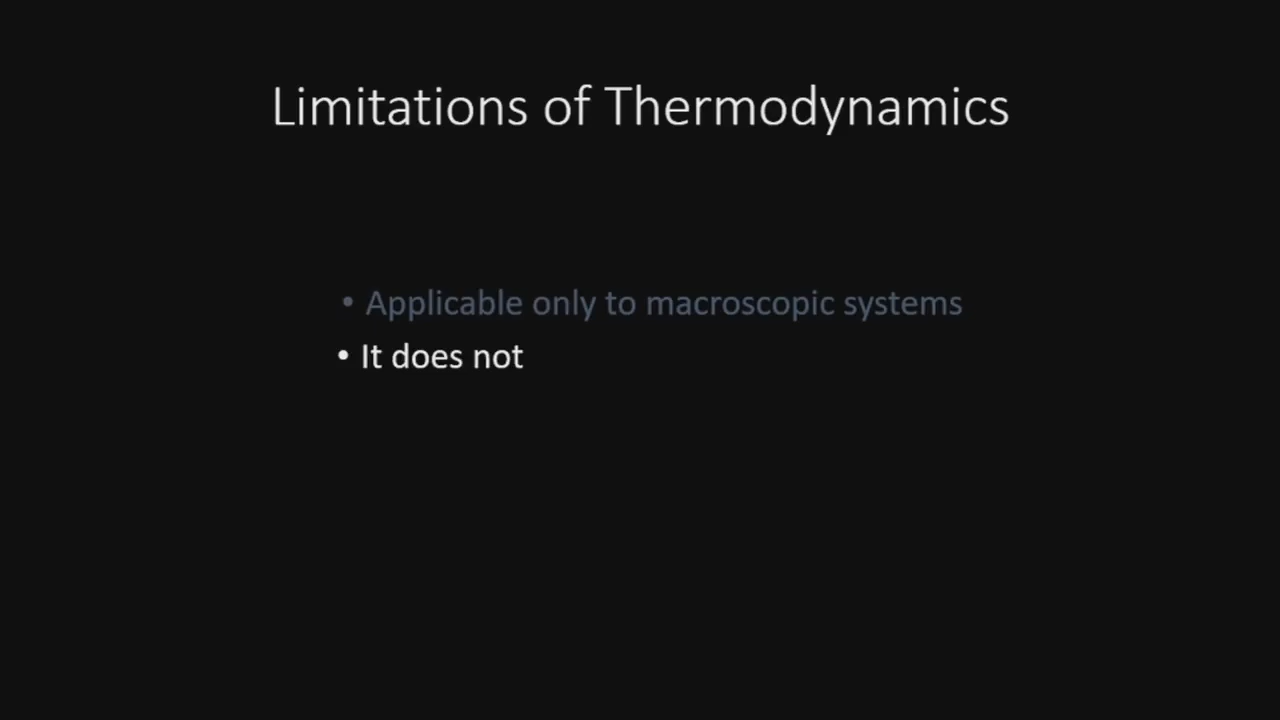 Limitations of Thermodynamics
• Applicable only to macroscopic systems
• It does not